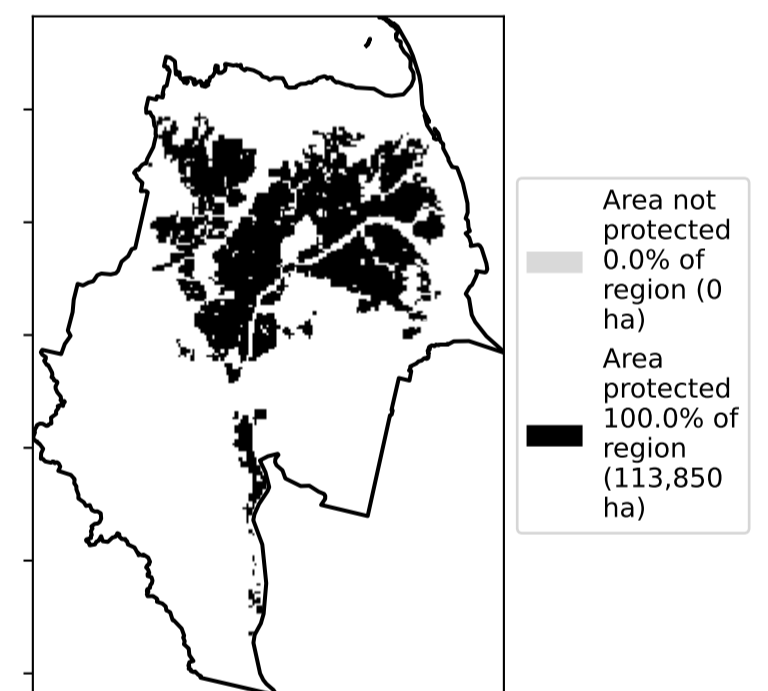 Area not
protected
0.0% of
region (0
ha)
Area
protected
100.0% of
region
(113,850
ha)